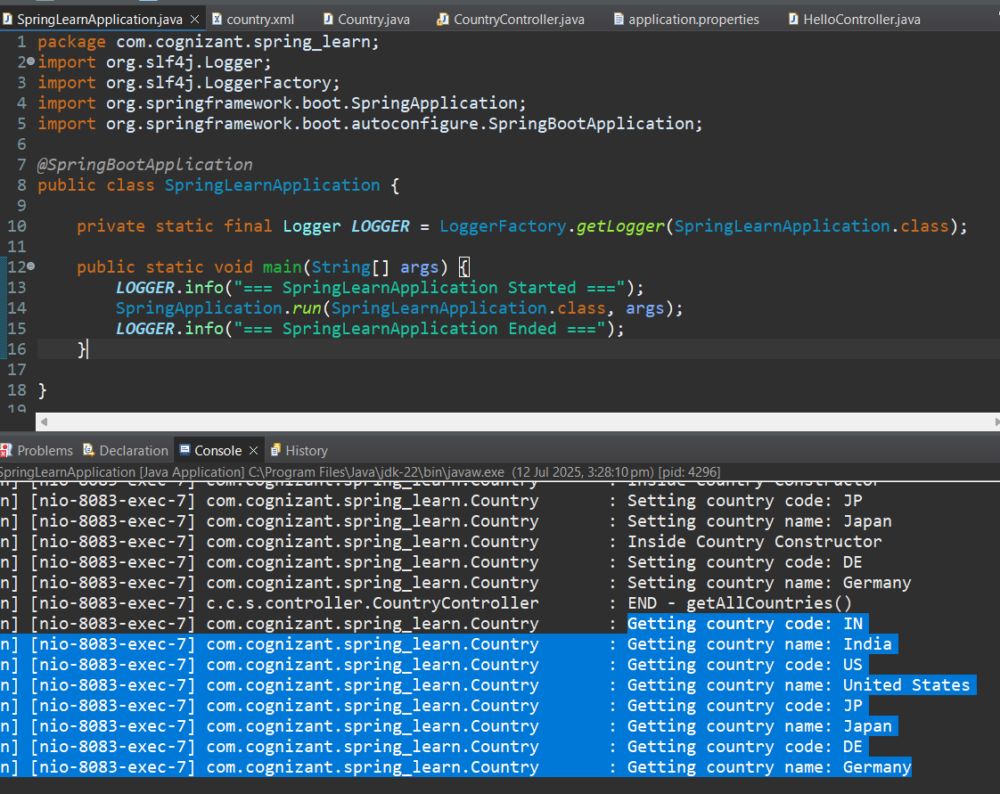 SpringLearnApplication.java country.xml Country.java CountryController.java application.properties HelloController.java
1 package com.cognizant.spring_learn;
2 import org.slf4j.Logger;
3 import org.slf4j.LoggerFactory;
4 import org.springframework.boot.SpringApplication;
5 import org.springframework.boot.autoconfigure.SpringBootApplication;
6
7 @SpringBootApplication
8 public class SpringLearnApplication {
9
10 private static final Logger LOGGER = LoggerFactory.getLogger(SpringLearnApplication.class);
11
12 public static void main(String[] args) {
13 LOGGER.info("=== SpringLearnApplication Started ===");
14 SpringApplication.run(SpringLearnApplication.class, args);
15 LOGGER.info("=== SpringLearnApplication Ended ===");
16 }
17
18 }
19
Problems Declaration Console History
SpringLearnApplication [Java Application] C:\Program Files\Java\jdk-22\bin\javaw.exe (12 Jul 2025, 3:28:10 pm) [pid: 4296]
n] [nio-8083-exec-7] com.cognizant.spring_learn.Country : Inside Country Constructor
n] [nio-8083-exec-7] com.cognizant.spring_learn.Country : Setting country code: JP
n] [nio-8083-exec-7] com.cognizant.spring_learn.Country : Setting country name: Japan
n] [nio-8083-exec-7] com.cognizant.spring_learn.Country : Inside Country Constructor
n] [nio-8083-exec-7] com.cognizant.spring_learn.Country : Setting country code: DE
n] [nio-8083-exec-7] com.cognizant.spring_learn.Country : Setting country name: Germany
n] [nio-8083-exec-7] c.c.s.controller.CountryController : END - getAllCountries()
n] [nio-8083-exec-7] com.cognizant.spring_learn.Country : Getting country code: IN
n] [nio-8083-exec-7] com.cognizant.spring_learn.Country : Getting country name: India
n] [nio-8083-exec-7] com.cognizant.spring_learn.Country : Getting country code: US
n] [nio-8083-exec-7] com.cognizant.spring_learn.Country : Getting country name: United States
n] [nio-8083-exec-7] com.cognizant.spring_learn.Country : Getting country code: JP
n] [nio-8083-exec-7] com.cognizant.spring_learn.Country : Getting country name: Japan
n] [nio-8083-exec-7] com.cognizant.spring_learn.Country : Getting country code: DE
n] [nio-8083-exec-7] com.cognizant.spring_learn.Country : Getting country name: Germany